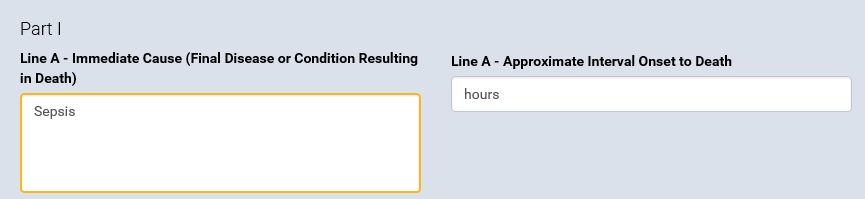 Part I
Line A - Immediate Cause (Final Disease or Condition Resulting
in Death)
Sepsis
Line A - Approximate Interval Onset to Death
hours